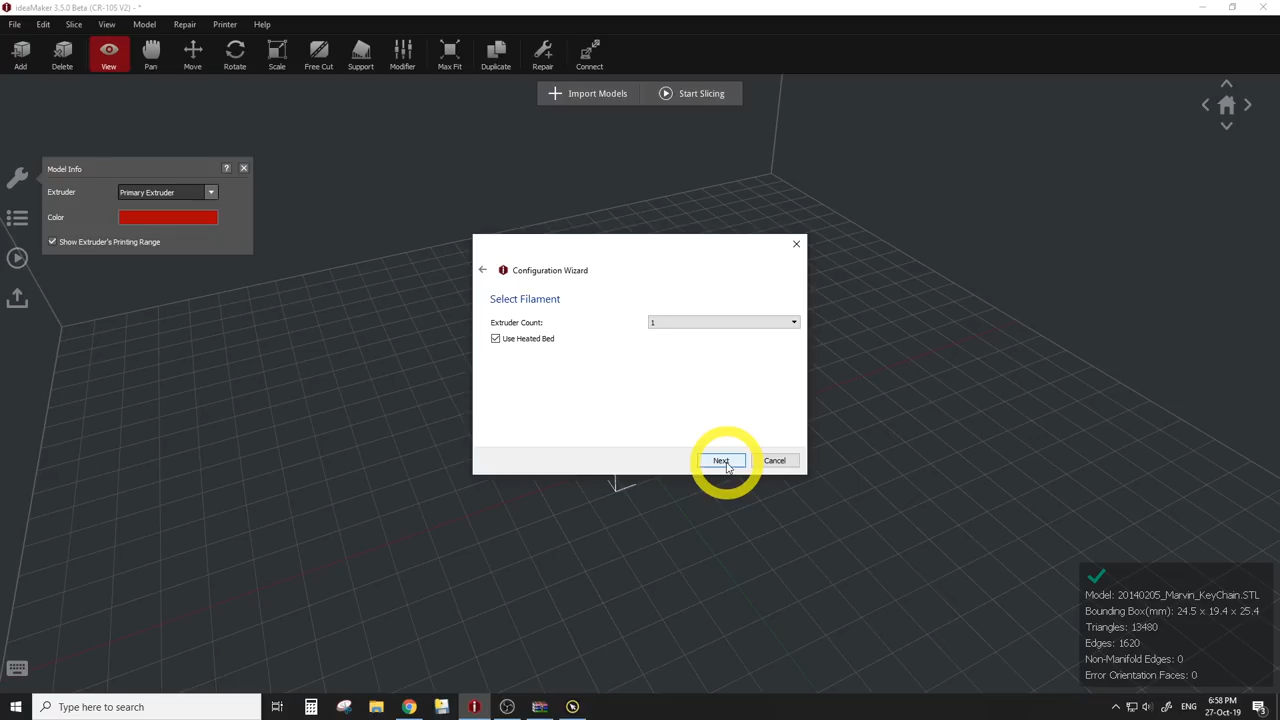 ideaMaker 3.5.0 Beta (CR-10S V2) - *
File Edit Slice View Model Repair Printer Help
Add Delete View Pan Move Rotate Scale Free Cut Support Modifier Max Fit Duplicate Repair Connect
Import Models Start Slicing
Model Info ?
Extruder Primary Extruder
Color
Show Extruder's Printing Range
Configuration Wizard
Select Filament
Extruder Count: 1
Use Heated Bed
Next Cancel
Model: 20140205_Marvin_KeyChain.STL
Bounding Box(mm): 24.5 x 19.4 x 25.4
Triangles: 13480
Edges: 1620
Non-Manifold Edges: 0
Error Orientation Faces: 0
Type here to search
ENG
6:58 PM
27-Oct-19
3